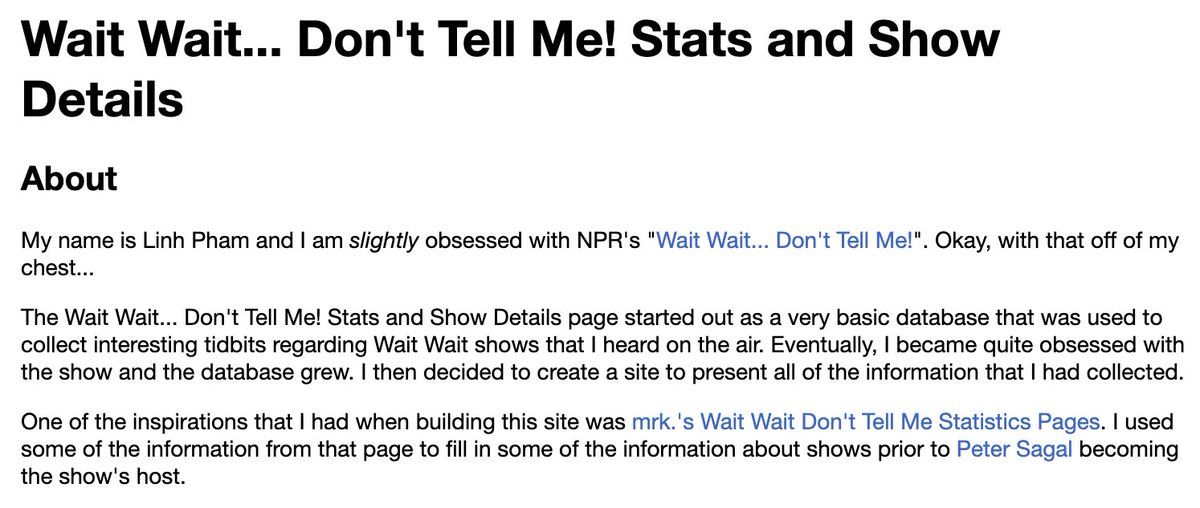 Wait Wait... Don't Tell Me! Stats and Show
Details
About
My name is Linh Pham and I am slightly obsessed with NPR's "Wait Wait... Don't Tell Me!". Okay, with that off of my
chest...
The Wait Wait... Don't Tell Me! Stats and Show Details page started out as a very basic database that was used to
collect interesting tidbits regarding Wait Wait shows that I heard on the air. Eventually, I became quite obsessed with
the show and the database grew. I then decided to create a site to present all of the information that I had collected.
One of the inspirations that I had when building this site was mrk.'s Wait Wait Don't Tell Me Statistics Pages. I used
some of the information from that page to fill in some of the information about shows prior to Peter Sagal becoming
the show's host.